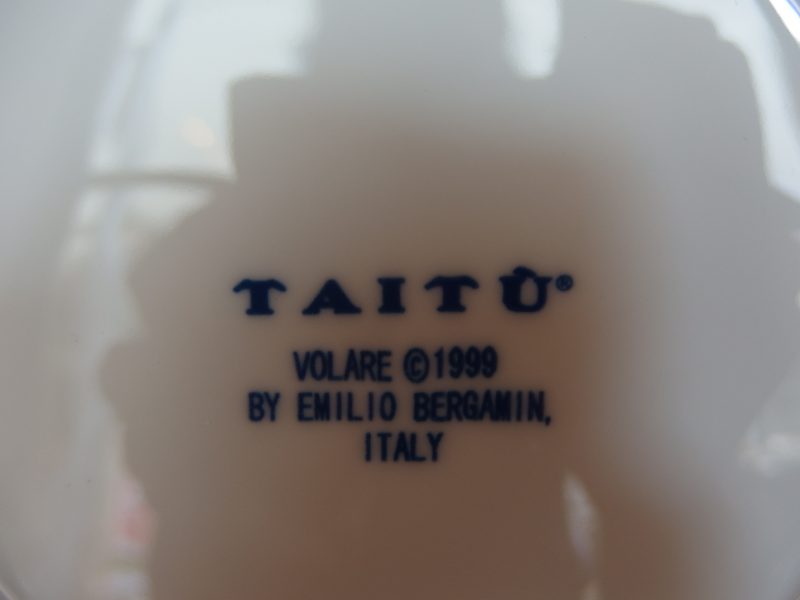 TAITÙ®
VOLARE ©1999
BY EMILIO BERGAMIN,
ITALY